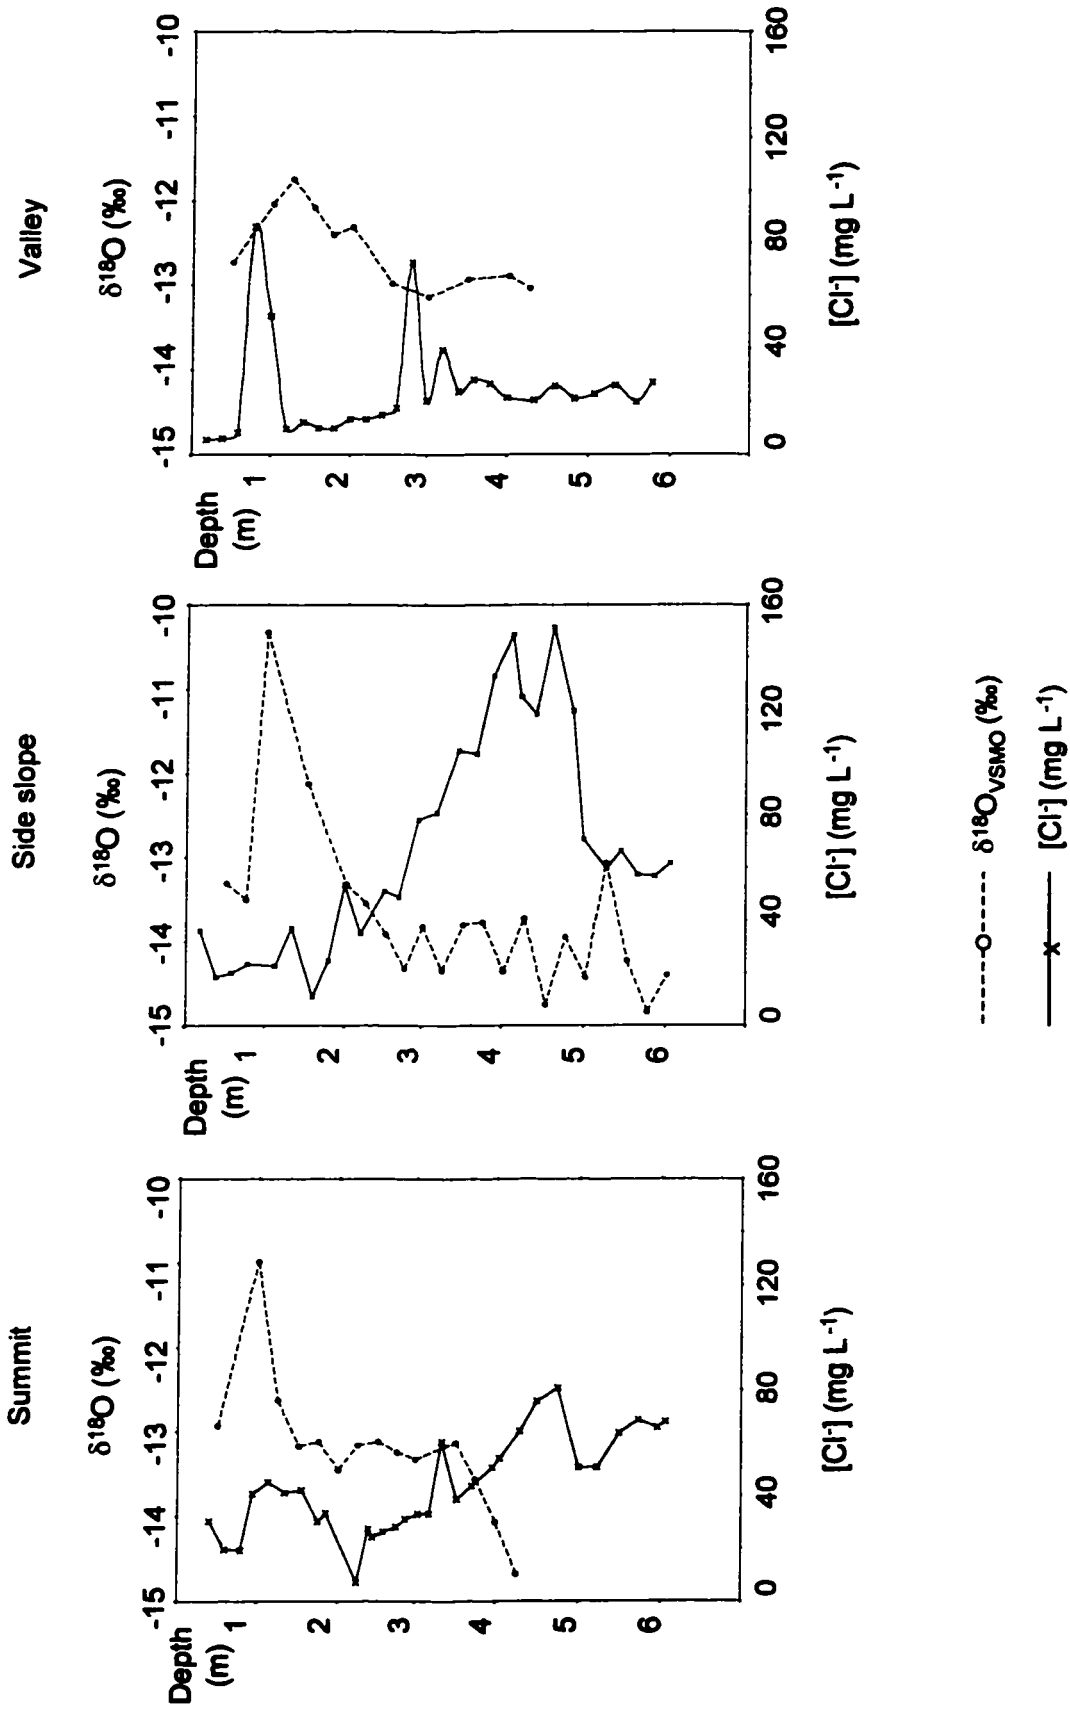 Summit
δ18O (‰)
Depth
(m)
-15 -14 -13 -12 -11 -10
1
2
3
4
5
6
0 40 80 120 160
[Cl-] (mg L-1)
Side slope
δ18O (‰)
Depth
(m)
-15 -14 -13 -12 -11 -10
1
2
3
4
5
6
0 40 80 120 160
[Cl-] (mg L-1)
Valley
δ18O (‰)
Depth
(m)
-15 -14 -13 -12 -11 -10
1
2
3
4
5
6
0 40 80 120 160
[Cl-] (mg L-1)
δ18OVSMO (‰)
[Cl-] (mg L-1)